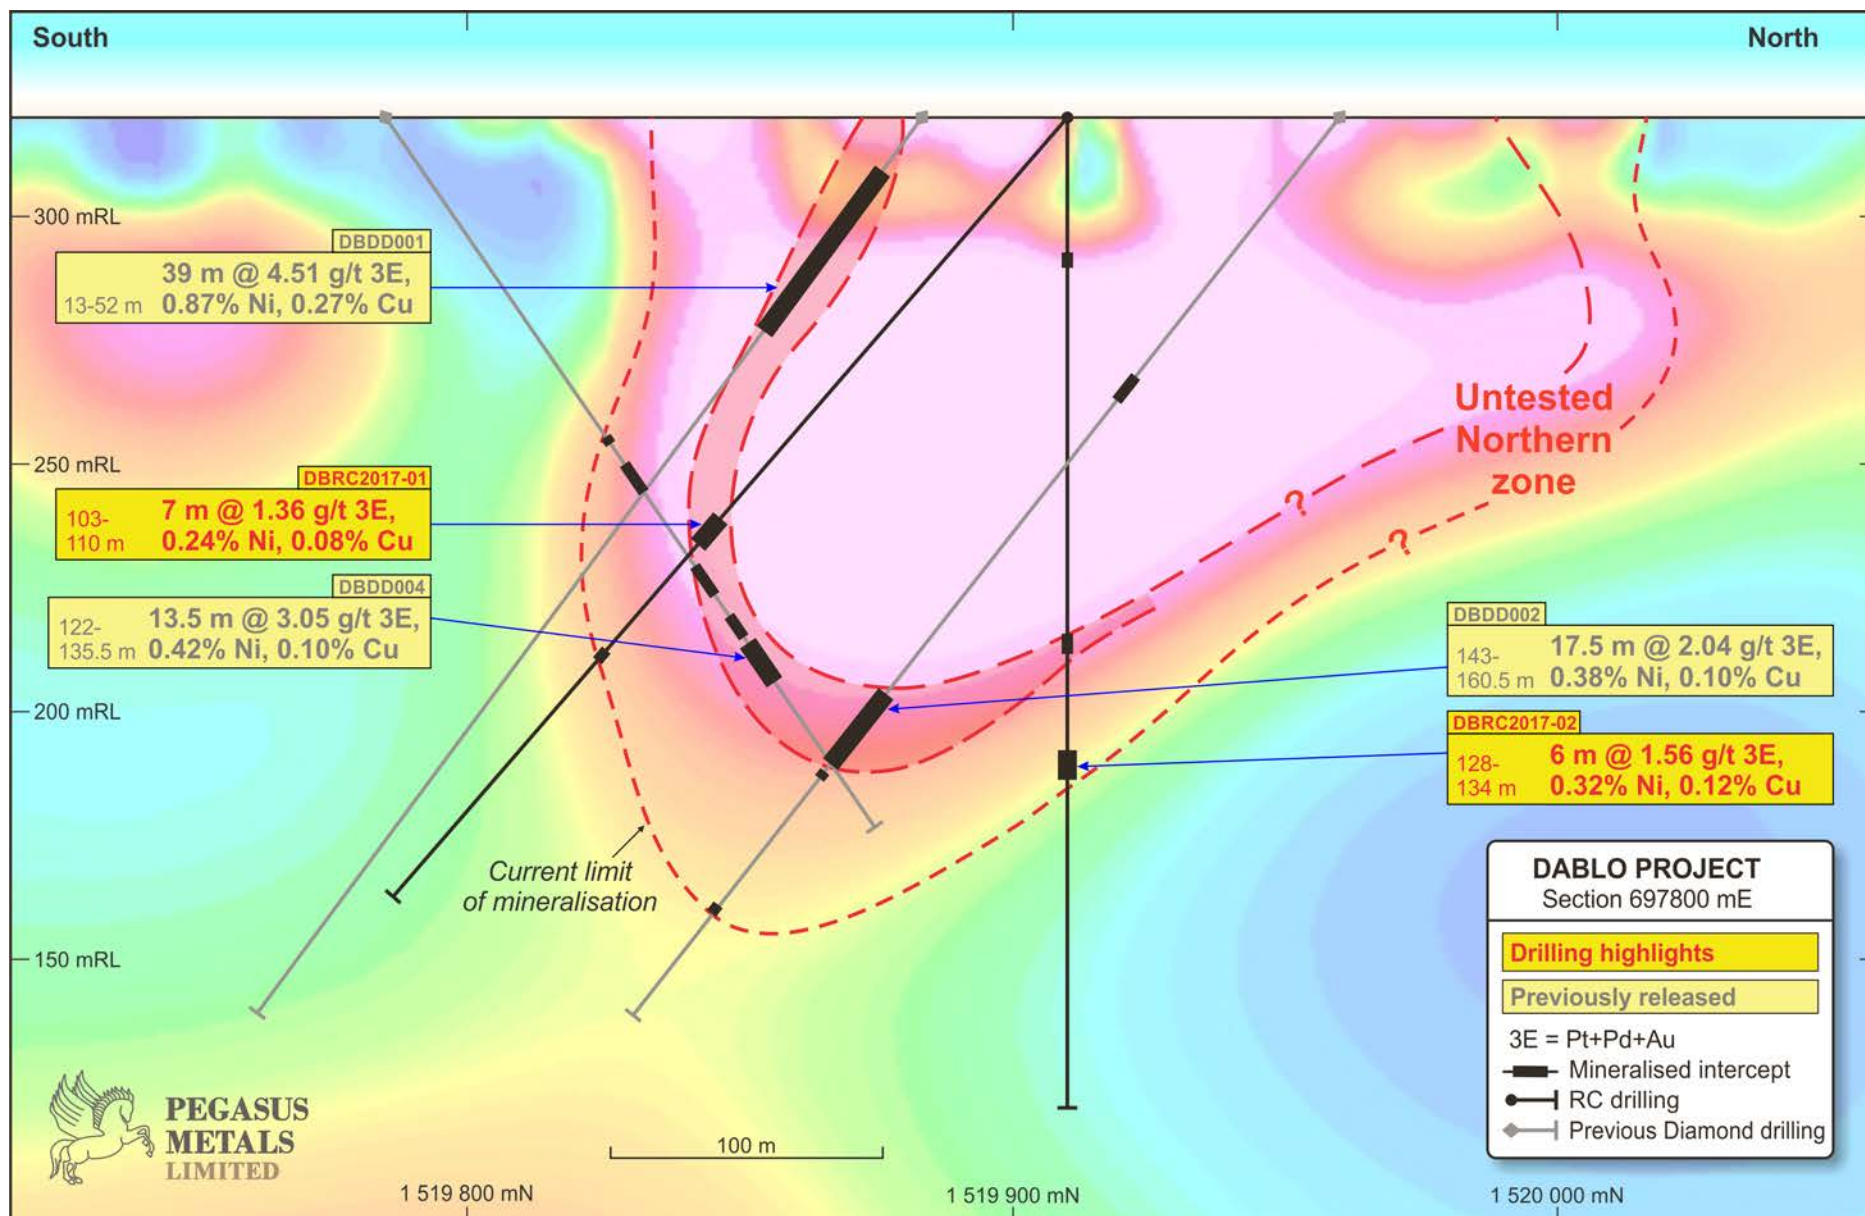 South
North
300 mRL
DBDD001
39 m @ 4.51 g/t 3E,
13-52 m 0.87% Ni, 0.27% Cu
Untested
Northern
zone
250 mRL
DBRC2017-01
103-
110 m
7 m @ 1.36 g/t 3E,
0.24% Ni, 0.08% Cu
?
?
DBDD004
122-
135.5 m
13.5 m @ 3.05 g/t 3E,
0.42% Ni, 0.10% Cu
DBDD002
143-
160.5 m
17.5 m @ 2.04 g/t 3E,
0.38% Ni, 0.10% Cu
200 mRL
DBRC2017-02
128-
134 m
6 m @ 1.56 g/t 3E,
0.32% Ni, 0.12% Cu
Current limit
of mineralisation
150 mRL
DABLO PROJECT
Section 697800 mE
Drilling highlights
Previously released
3E = Pt+Pd+Au
Mineralised intercept
RC drilling
Previous Diamond drilling
PEGASUS
METALS
LIMITED
100 m
1 519 800 mN
1 519 900 mN
1 520 000 mN